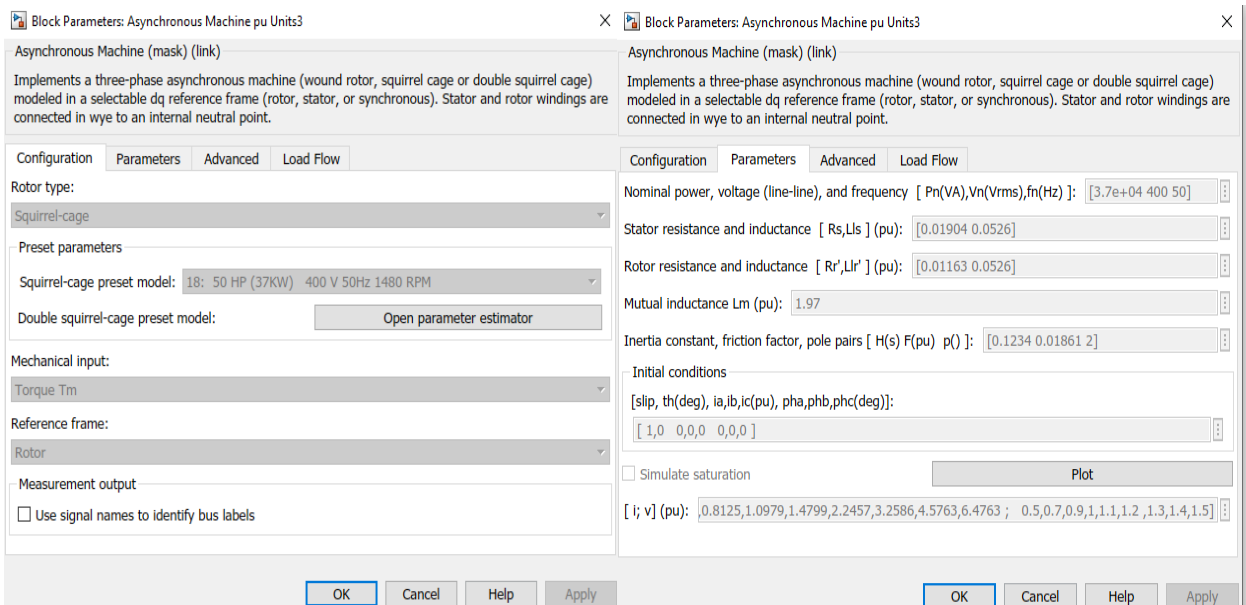 Block Parameters: Asynchronous Machine pu Units3
Asynchronous Machine (mask) (link)
Implements a three-phase asynchronous machine (wound rotor, squirrel cage or double squirrel cage)
modeled in a selectable dq reference frame (rotor, stator, or synchronous). Stator and rotor windings are
connected in wye to an internal neutral point.
Configuration Parameters Advanced Load Flow
Rotor type:
Squirrel-cage
Preset parameters
Squirrel-cage preset model: 18: 50 HP (37KW) 400 V 50Hz 1480 RPM
Double squirrel-cage preset model: Open parameter estimator
Mechanical input:
Torque Tm
Reference frame:
Rotor
Measurement output
Use signal names to identify bus labels
OK Cancel Help Apply
Block Parameters: Asynchronous Machine pu Units3
Asynchronous Machine (mask) (link)
Implements a three-phase asynchronous machine (wound rotor, squirrel cage or double squirrel cage)
modeled in a selectable dq reference frame (rotor, stator, or synchronous). Stator and rotor windings are
connected in wye to an internal neutral point.
Configuration Parameters Advanced Load Flow
Nominal power, voltage (line-line), and frequency [ Pn(VA),Vn(Vrms),fn(Hz) ]: [3.7e+04 400 50]
Stator resistance and inductance [ Rs,Lls ] (pu): [0.01904 0.0526]
Rotor resistance and inductance [ Rr',Llr' ] (pu): [0.01163 0.0526]
Mutual inductance Lm (pu): 1.97
Inertia constant, friction factor, pole pairs [ H(s) F(pu) p() ]: [0.1234 0.01861 2]
Initial conditions
[slip, th(deg), ia,ib,ic(pu), pha,phb,phc(deg)]:
[ 1,0 0,0,0 0,0,0 ]
Simulate saturation Plot
[ i; v] (pu): ,0.8125,1.0979,1.4799,2.2457,3.2586,4.5763,6.4763 ; 0.5,0.7,0.9,1,1.1,1.2 ,1.3,1.4,1.5]
OK Cancel Help Apply